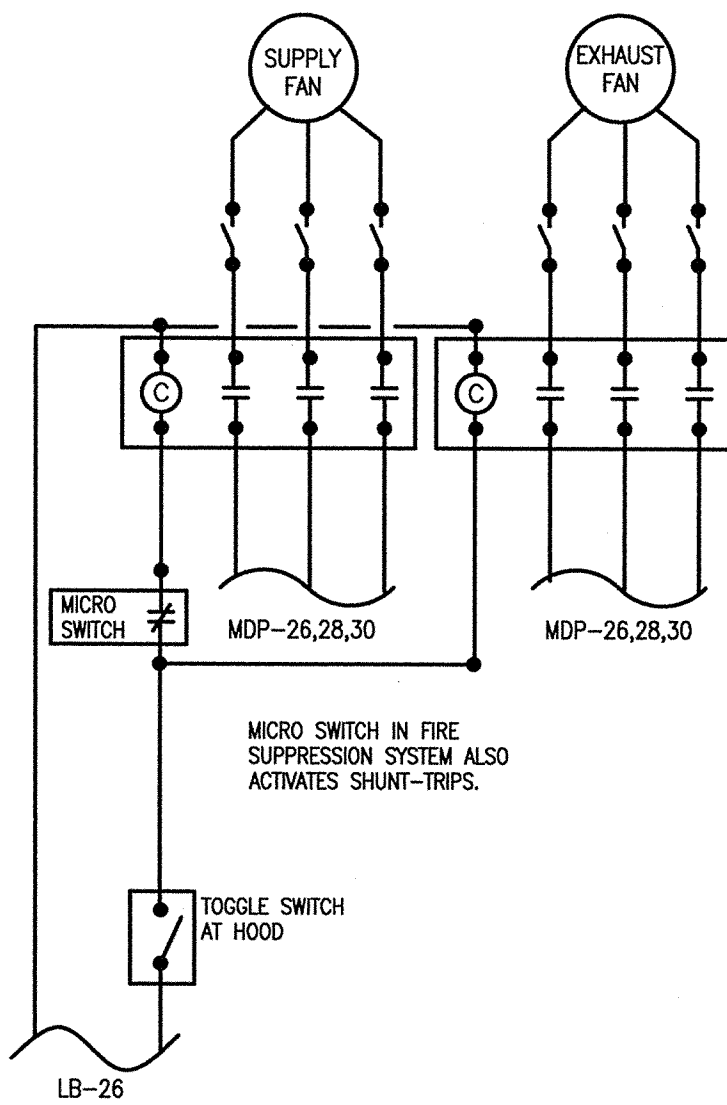 SUPPLY
FAN
EXHAUST
FAN
C
C
MICRO
SWITCH
MDP-26,28,30
MDP-26,28,30
MICRO SWITCH IN FIRE
SUPPRESSION SYSTEM ALSO
ACTIVATES SHUNT-TRIPS.
TOGGLE SWITCH
AT HOOD
LB-26